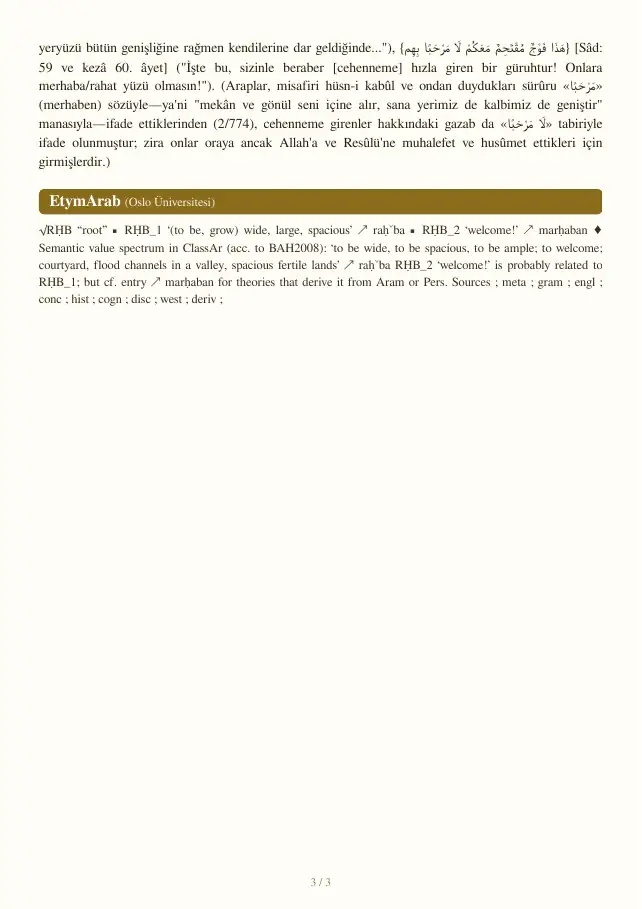 yeryüzü bütün genişliğine rağmen kendilerine dar geldiğinde..."), {هَذَا فَوْجٌ مُقْتَحِمٌ مَعَكُمْ لَا مَرْحَبًا بِهِم} [Sâd:
59 ve kezâ 60. âyet] ("İşte bu, sizinle beraber [cehenneme] hızla giren bir güruhtur! Onlara
merhaba/rahat yüzü olmasın!"). (Araplar, misafiri hüsn-i kabûl ve ondan duydukları sürûru «مَرْحَبًا»
(merhaben) sözüyle—ya'ni "mekân ve gönül seni içine alır, sana yerimiz de kalbimiz de geniştir"
manasıyla—ifade ettiklerinden (2/774), cehenneme girenler hakkındaki gazab da «لَا مَرْحَبًا» tabiriyle
ifade olunmuştur; zira onlar oraya ancak Allah'a ve Resûlü'ne muhalefet ve husûmet ettikleri için
girmişlerdir.)
EtymArab (Oslo Üniversitesi)
√RḤB “root” ▪ RḤB_1 ‘(to be, grow) wide, large, spacious’ ↗ raḥˇba ▪ RḤB_2 ‘welcome!’ ↗ marḥaban ♦
Semantic value spectrum in ClassAr (acc. to BAH2008): ‘to be wide, to be spacious, to be ample; to welcome;
courtyard, flood channels in a valley, spacious fertile lands’ ↗ raḥˇba RḤB_2 ‘welcome!’ is probably related to
RḤB_1; but cf. entry ↗ marḥaban for theories that derive it from Aram or Pers. Sources ; meta ; gram ; engl ;
conc ; hist ; cogn ; disc ; west ; deriv ;
3 / 3